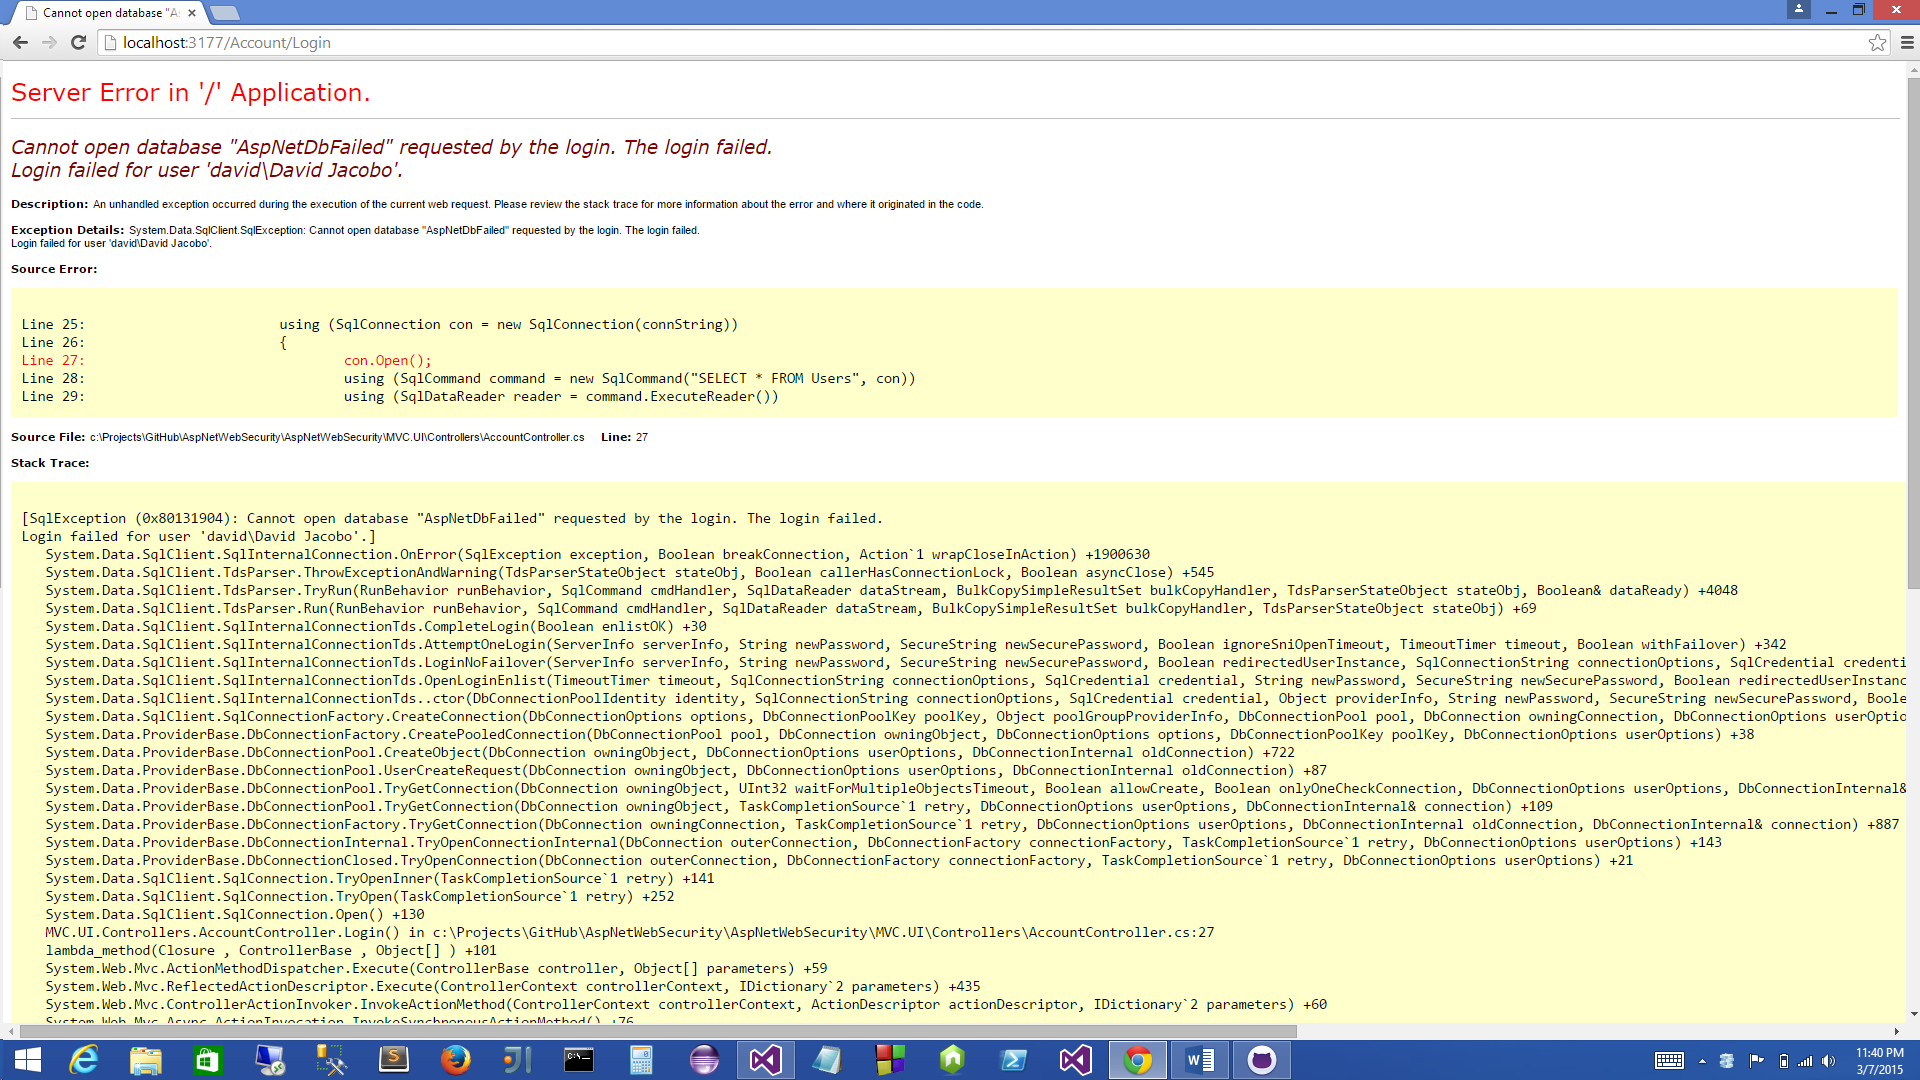 Cannot open database "A
localhost:3177/Account/Login
Server Error in '/' Application.
Cannot open database "AspNetDbFailed" requested by the login. The login failed.
Login failed for user 'david\David Jacobo'.
Description: An unhandled exception occurred during the execution of the current web request. Please review the stack trace for more information about the error and where it originated in the code.
Exception Details: System.Data.SqlClient.SqlException: Cannot open database "AspNetDbFailed" requested by the login. The login failed.
Login failed for user 'david\David Jacobo'.
Source Error:
Line 25:                        using (SqlConnection con = new SqlConnection(connString))
Line 26:                        {
Line 27:                                con.Open();
Line 28:                                using (SqlCommand command = new SqlCommand("SELECT * FROM Users", con))
Line 29:                                using (SqlDataReader reader = command.ExecuteReader())
Source File: c:\Projects\GitHub\AspNetWebSecurity\AspNetWebSecurity\MVC.UI\Controllers\AccountController.cs    Line: 27
Stack Trace:
[SqlException (0x80131904): Cannot open database "AspNetDbFailed" requested by the login. The login failed.
Login failed for user 'david\David Jacobo'.]
System.Data.SqlClient.SqlInternalConnection.OnError(SqlException exception, Boolean breakConnection, Action`1 wrapCloseInAction) +1900630
System.Data.SqlClient.TdsParser.ThrowExceptionAndWarning(TdsParserStateObject stateObj, Boolean callerHasConnectionLock, Boolean asyncClose) +545
System.Data.SqlClient.TdsParser.TryRun(RunBehavior runBehavior, SqlCommand cmdHandler, SqlDataReader dataStream, BulkCopySimpleResultSet bulkCopyHandler, TdsParserStateObject stateObj, Boolean& dataReady) +4048
System.Data.SqlClient.TdsParser.Run(RunBehavior runBehavior, SqlCommand cmdHandler, SqlDataReader dataStream, BulkCopySimpleResultSet bulkCopyHandler, TdsParserStateObject stateObj) +69
System.Data.SqlClient.SqlInternalConnectionTds.CompleteLogin(Boolean enlistOK) +30
System.Data.SqlClient.SqlInternalConnectionTds.AttemptOneLogin(ServerInfo serverInfo, String newPassword, SecureString newSecurePassword, Boolean ignoreSniOpenTimeout, TimeoutTimer timeout, Boolean withFailover) +342
System.Data.SqlClient.SqlInternalConnectionTds.LoginNoFailover(ServerInfo serverInfo, String newPassword, SecureString newSecurePassword, Boolean redirectedUserInstance, SqlConnectionString connectionOptions, SqlCredential credenti
System.Data.SqlClient.SqlInternalConnectionTds.OpenLoginEnlist(TimeoutTimer timeout, SqlConnectionString connectionOptions, SqlCredential credential, String newPassword, SecureString newSecurePassword, Boolean redirectedUserInstanc
System.Data.SqlClient.SqlInternalConnectionTds..ctor(DbConnectionPoolIdentity identity, SqlConnectionString connectionOptions, SqlCredential credential, Object providerInfo, String newPassword, SecureString newSecurePassword, Boole
System.Data.SqlClient.SqlConnectionFactory.CreateConnection(DbConnectionOptions options, DbConnectionPoolKey poolKey, Object poolGroupProviderInfo, DbConnectionPool pool, DbConnection owningConnection, DbConnectionOptions userOptio
System.Data.ProviderBase.DbConnectionFactory.CreatePooledConnection(DbConnectionPool pool, DbConnection owningObject, DbConnectionOptions options, DbConnectionPoolKey poolKey, DbConnectionOptions userOptions) +38
System.Data.ProviderBase.DbConnectionPool.CreateObject(DbConnection owningObject, DbConnectionOptions userOptions, DbConnectionInternal oldConnection) +722
System.Data.ProviderBase.DbConnectionPool.UserCreateRequest(DbConnection owningObject, DbConnectionOptions userOptions, DbConnectionInternal oldConnection) +87
System.Data.ProviderBase.DbConnectionPool.TryGetConnection(DbConnection owningObject, UInt32 waitForMultipleObjectsTimeout, Boolean allowCreate, Boolean onlyOneCheckConnection, DbConnectionOptions userOptions, DbConnectionInternal&
System.Data.ProviderBase.DbConnectionPool.TryGetConnection(DbConnection owningObject, TaskCompletionSource`1 retry, DbConnectionOptions userOptions, DbConnectionInternal& connection) +109
System.Data.ProviderBase.DbConnectionFactory.TryGetConnection(DbConnection owningConnection, TaskCompletionSource`1 retry, DbConnectionOptions userOptions, DbConnectionInternal oldConnection, DbConnectionInternal& connection) +887
System.Data.ProviderBase.DbConnectionInternal.TryOpenConnectionInternal(DbConnection outerConnection, DbConnectionFactory connectionFactory, TaskCompletionSource`1 retry, DbConnectionOptions userOptions) +143
System.Data.ProviderBase.DbConnectionClosed.TryOpenConnection(DbConnection outerConnection, DbConnectionFactory connectionFactory, TaskCompletionSource`1 retry, DbConnectionOptions userOptions) +21
System.Data.SqlClient.SqlConnection.TryOpenInner(TaskCompletionSource`1 retry) +141
System.Data.SqlClient.SqlConnection.TryOpen(TaskCompletionSource`1 retry) +252
System.Data.SqlClient.SqlConnection.Open() +130
MVC.UI.Controllers.AccountController.Login() in c:\Projects\GitHub\AspNetWebSecurity\AspNetWebSecurity\MVC.UI\Controllers\AccountController.cs:27
lambda_method(Closure , ControllerBase , Object[] ) +101
System.Web.Mvc.ActionMethodDispatcher.Execute(ControllerBase controller, Object[] parameters) +59
System.Web.Mvc.ReflectedActionDescriptor.Execute(ControllerContext controllerContext, IDictionary`2 parameters) +435
System.Web.Mvc.ControllerActionInvoker.InvokeActionMethod(ControllerContext controllerContext, ActionDescriptor actionDescriptor, IDictionary`2 parameters) +60
System.Web.Mvc.Async.ActionInvocation.InvokeSynchronousActionMethod() +76
11:40 PM
3/7/2015